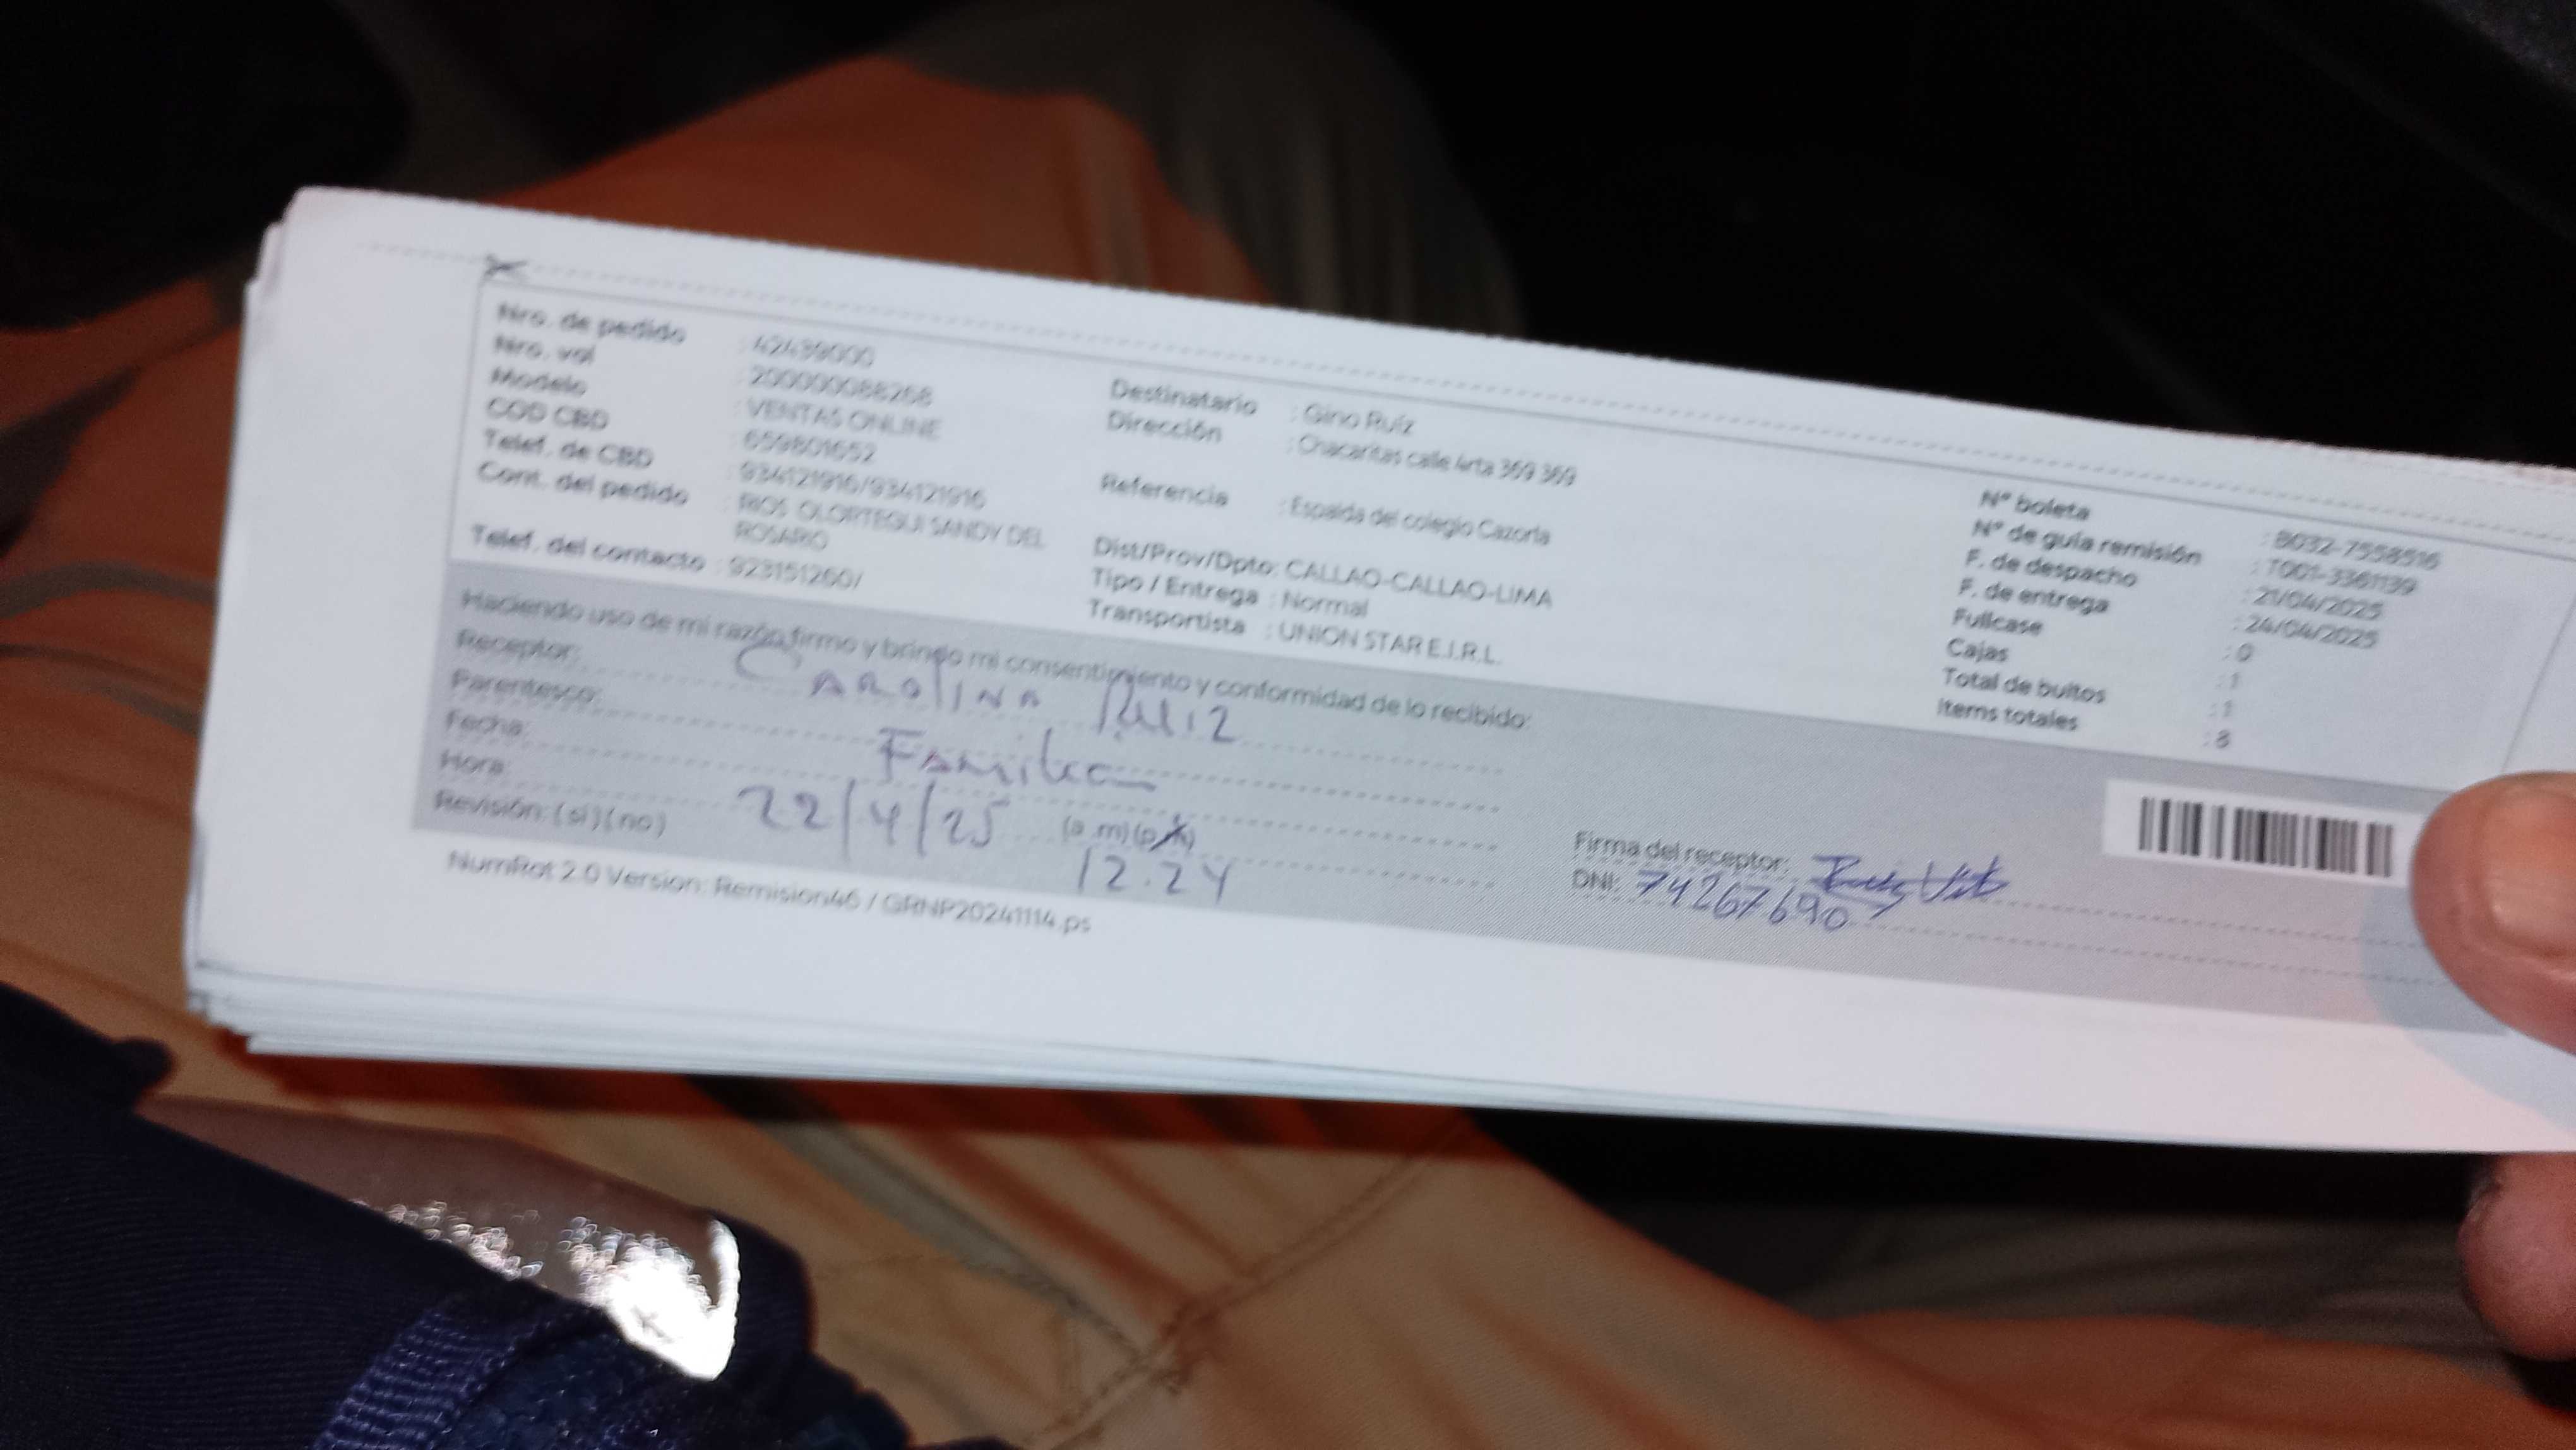 Nro. de pedido : 42439000
Nro. vol : 200000088268
Modelo : VENTAS ONLINE
COD CBD : 659801652
Telef. de CBD : 934121916/934121916
Cont. del pedido : RIOS OLORTEGUI SANDY DEL
ROSARIO
Telef. del contacto : 923151260/
Destinatario : Gino Ruiz
Dirección : Chacaritas calle Arta 369 369
Referencia : Espalda del colegio Cazorla
Dist/Prov/Dpto: CALLAO-CALLAO-LIMA
Tipo / Entrega : Normal
Transportista : UNION STAR E.I.R.L.
N° boleta : B032-7558516
N° de guía remisión : T001-3361139
F. de despacho : 21/04/2025
F. de entrega : 24/04/2025
Fullcase : 0
Cajas : 1
Total de bultos : 1
Items totales : 8
Haciendo uso de mi razón firmo y brindo mi consentimiento y conformidad de lo recibido:
Receptor: CAROLINA RUIZ
Parentesco: Familia
Fecha: 22/4/25
Hora: (a.m)(p.m) 12.24
Revisión: (si)(no)
Firma del receptor:
DNI: 74267690
NumRot 2.0 Version: Remision46 / GRNP20241114.ps